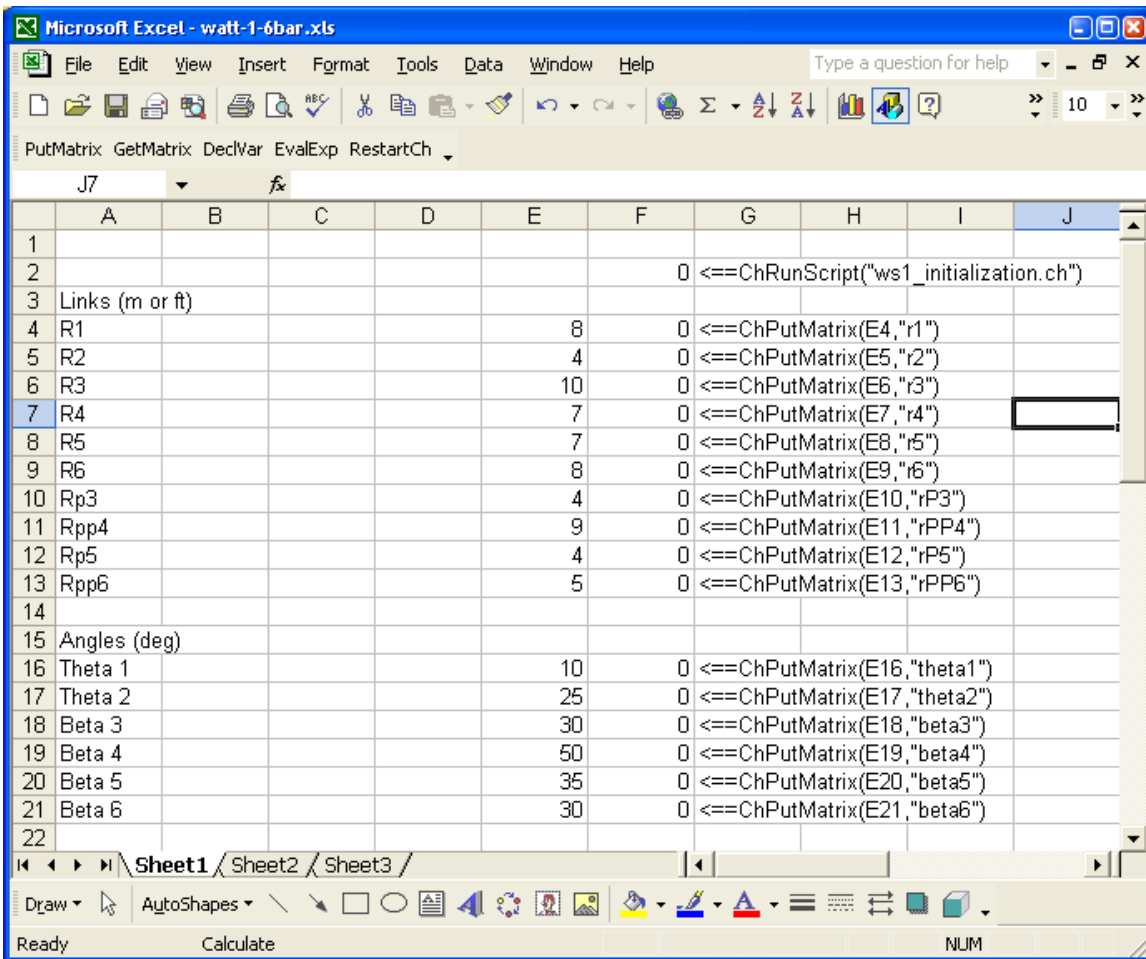 Microsoft Excel - watt-1-6bar.xls
File Edit View Insert Format Tools Data Window Help Type a question for help
ABC Σ A Z Z A ? » 10 »
PutMatrix GetMatrix DeclVar EvalExp RestartCh
J7 fx
A B C D E F G H I J
1
2 0 <==ChRunScript("ws1_initialization.ch")
3 Links (m or ft)
4 R1 8 0 <==ChPutMatrix(E4,"r1")
5 R2 4 0 <==ChPutMatrix(E5,"r2")
6 R3 10 0 <==ChPutMatrix(E6,"r3")
7 R4 7 0 <==ChPutMatrix(E7,"r4")
8 R5 7 0 <==ChPutMatrix(E8,"r5")
9 R6 8 0 <==ChPutMatrix(E9,"r6")
10 Rp3 4 0 <==ChPutMatrix(E10,"rP3")
11 Rpp4 9 0 <==ChPutMatrix(E11,"rPP4")
12 Rp5 4 0 <==ChPutMatrix(E12,"rP5")
13 Rpp6 5 0 <==ChPutMatrix(E13,"rPP6")
14
15 Angles (deg)
16 Theta 1 10 0 <==ChPutMatrix(E16,"theta1")
17 Theta 2 25 0 <==ChPutMatrix(E17,"theta2")
18 Beta 3 30 0 <==ChPutMatrix(E18,"beta3")
19 Beta 4 50 0 <==ChPutMatrix(E19,"beta4")
20 Beta 5 35 0 <==ChPutMatrix(E20,"beta5")
21 Beta 6 30 0 <==ChPutMatrix(E21,"beta6")
22
Sheet1 / Sheet2 / Sheet3 /
Draw AutoShapes A A
Ready Calculate NUM